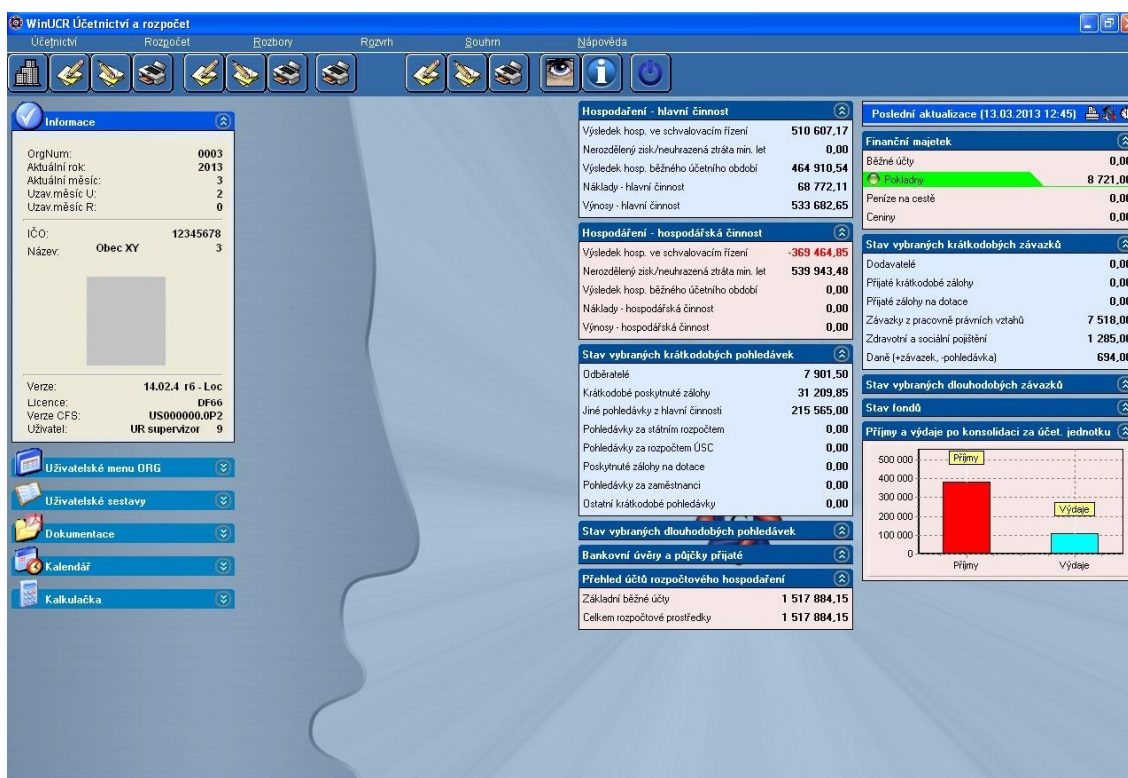 WinUCR Účetnictví a rozpočet
Účetnictví Rozpočet Rozbory Rozvrh Souhrn Nápověda
Informace
OrgNum: 0003
Aktuální rok: 2013
Aktuální měsíc: 3
Uzav.měsíc U: 2
Uzav.měsíc R: 0
IČO: 12345678
Název: Obec XY 3
Verze: 14.02.4 r6 - Loc
Licence: DF66
Verze CFS: US000000.0P2
Uživatel: UR supervizor 9
Uživatelské menu ORG
Uživatelské sestavy
Dokumentace
Kalendář
Kalkulačka
Hospodaření - hlavní činnost
Výsledek hosp. ve schvalovacím řízení 510 607,17
Nerozdělený zisk/neuhrazená ztráta min. let 0,00
Výsledek hosp. běžného účetního období 464 910,54
Náklady - hlavní činnost 68 772,11
Výnosy - hlavní činnost 533 682,65
Hospodáření - hospodářská činnost
Výsledek hosp. ve schvalovacím řízení -369 464,85
Nerozdělený zisk/neuhrazená ztráta min. let 539 943,48
Výsledek hosp. běžného účetního období 0,00
Náklady - hospodářská činnost 0,00
Výnosy - hospodářská činnost 0,00
Stav vybraných krátkodobých pohledávek
Odběratelé 7 901,50
Krátkodobé poskytnuté zálohy 31 209,85
Jiné pohledávky z hlavní činnosti 215 565,00
Pohledávky za státním rozpočtem 0,00
Pohledávky za rozpočtem ÚSC 0,00
Poskytnuté zálohy na dotace 0,00
Pohledávky za zaměstnanci 0,00
Ostatní krátkodobé pohledávky 0,00
Stav vybraných dlouhodobých pohledávek
Bankovní úvěry a půjčky přijaté
Přehled účtů rozpočtového hospodaření
Základní běžné účty 1 517 884,15
Celkem rozpočtové prostředky 1 517 884,15
Poslední aktualizace (13.03.2013 12:45)
Finanční majetek
Běžné účty 0,00
Pokladny 8 721,00
Peníze na cestě 0,00
Ceniny 0,00
Stav vybraných krátkodobých závazků
Dodavatelé 0,00
Přijaté krátkodobé zálohy 0,00
Přijaté zálohy na dotace 0,00
Závazky z pracovně právních vztahů 7 518,00
Zdravotní a sociální pojištění 1 285,00
Daně (+závazek, -pohledávka) 694,00
Stav vybraných dlouhodobých závazků
Stav fondů
Příjmy a výdaje po konsolidaci za účet. jednotku
500 000
400 000
300 000
200 000
100 000
0
Příjmy
Výdaje
Příjmy Výdaje